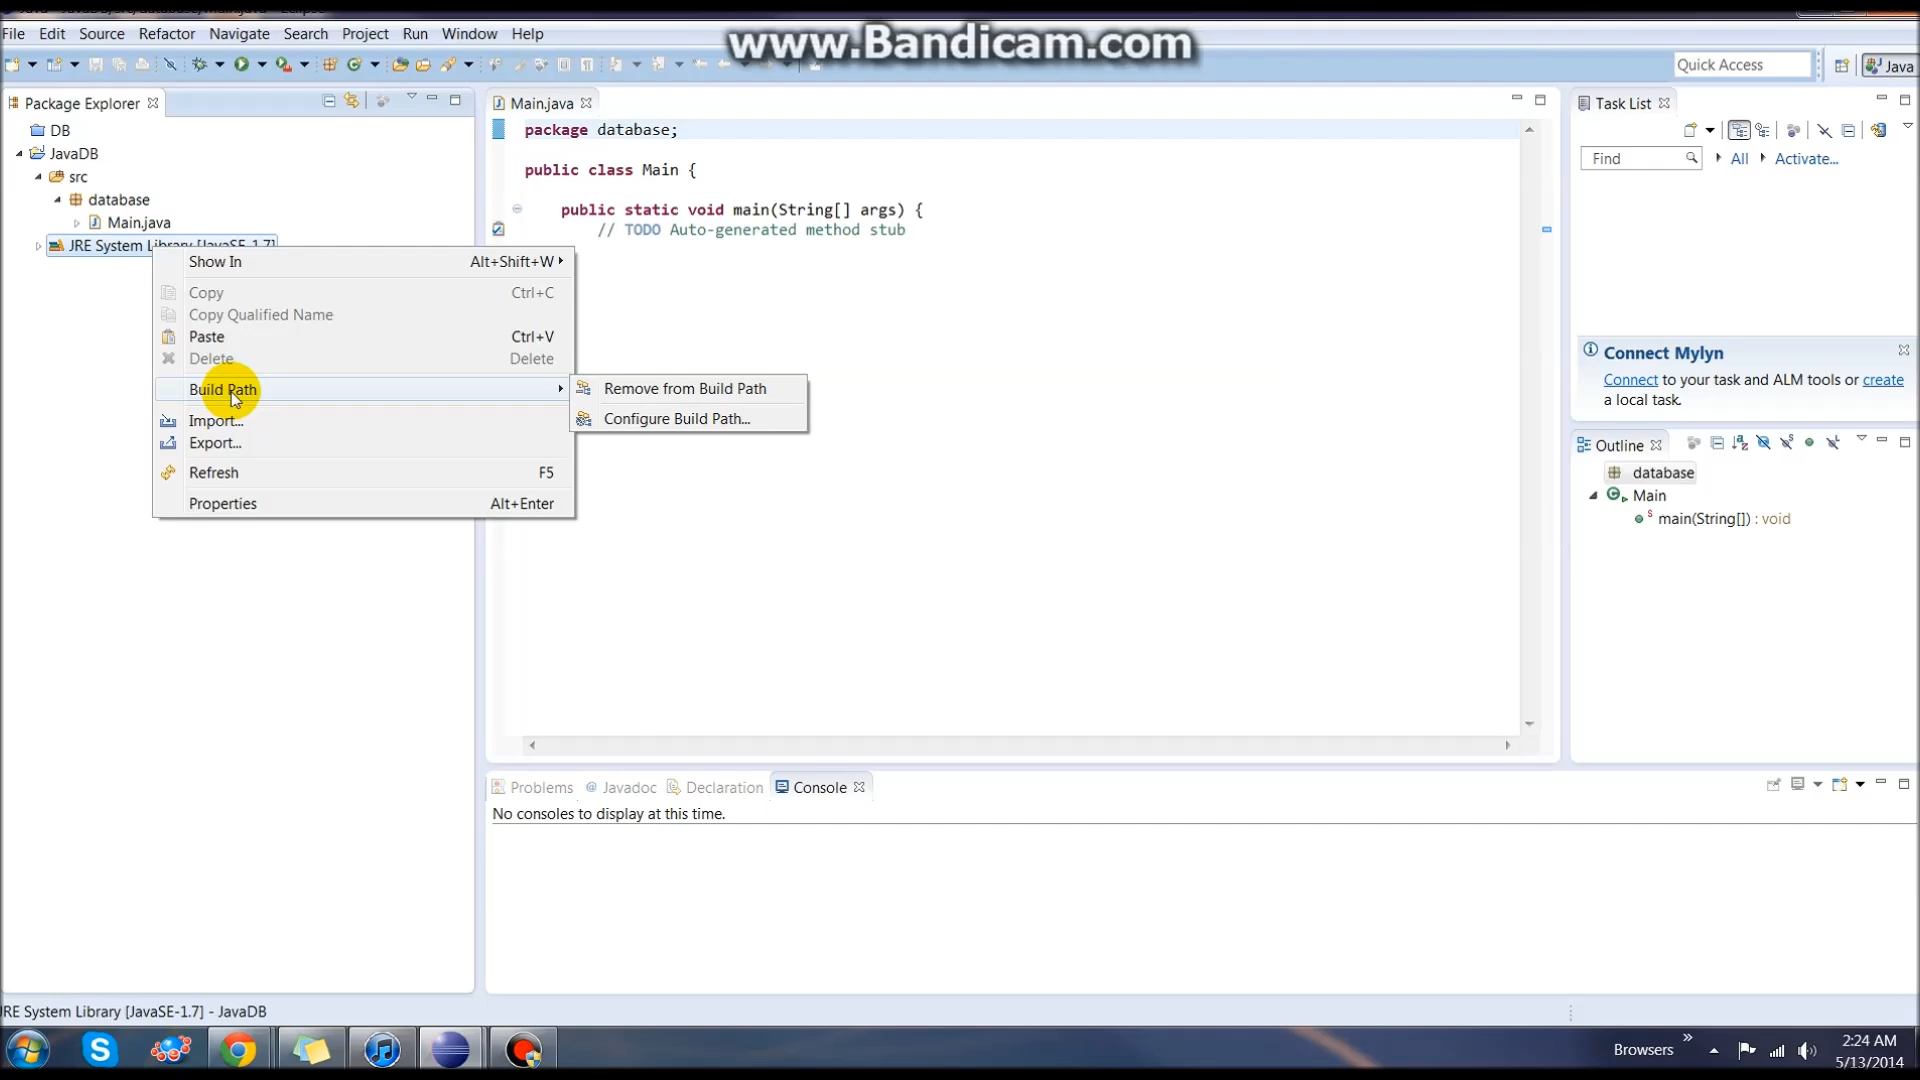 www.Bandicam.com
File Edit Source Refactor Navigate Search Project Run Window Help
Quick Access
Java
Package Explorer
DB
JavaDB
src
database
Main.java
JRE System Library [JavaSE-1.7]
Show In Alt+Shift+W
Copy Ctrl+C
Copy Qualified Name
Paste Ctrl+V
Delete Delete
Build Path
Import...
Export...
Refresh F5
Properties Alt+Enter
Remove from Build Path
Configure Build Path...
Main.java
package database;
public class Main {
public static void main(String[] args) {
// TODO Auto-generated method stub
Task List
Find
All
Activate...
Connect Mylyn
Connect to your task and ALM tools or create
a local task.
Outline
database
Main
main(String[]) : void
Problems @ Javadoc Declaration Console
No consoles to display at this time.
JRE System Library [JavaSE-1.7] - JavaDB
Browsers
2:24 AM
5/13/2014